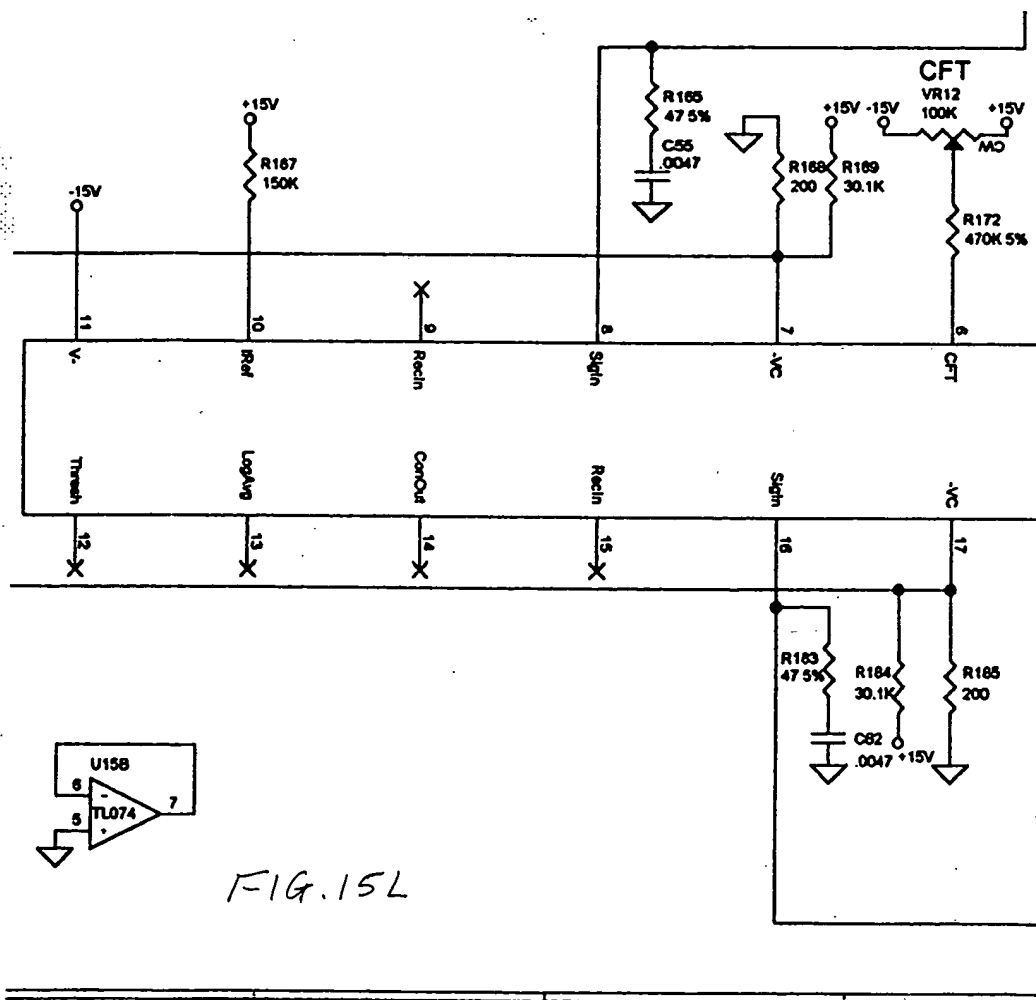 CFT
VR12
100K
-15V
+15V
CW
+15V
R165
47 5%
C55
.0047
+15V
R167
150K
R168
200
R169
30.1K
-15V
R172
470K 5%
11
10
9
8
7
6
V-
IRef
RecIn
SigIn
-VC
CFT
Thresh
LogAvg
ConOut
RecIn
SigIn
-VC
12
13
14
15
16
17
R183
47 5%
R184
30.1K
R185
200
C62
.0047
+15V
U15B
6
-
TL074
7
5
+
FIG. 15L